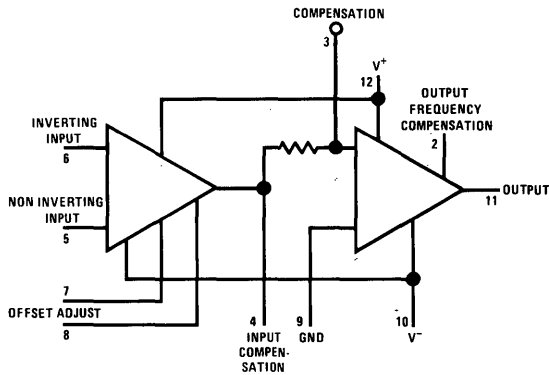 COMPENSATION
3
V+
12
OUTPUT
FREQUENCY
COMPENSATION
2
INVERTING
INPUT
6
OUTPUT
11
NON INVERTING
INPUT
5
7
OFFSET ADJUST
8
4
INPUT
COMPEN-
SATION
9
GND
10
V−